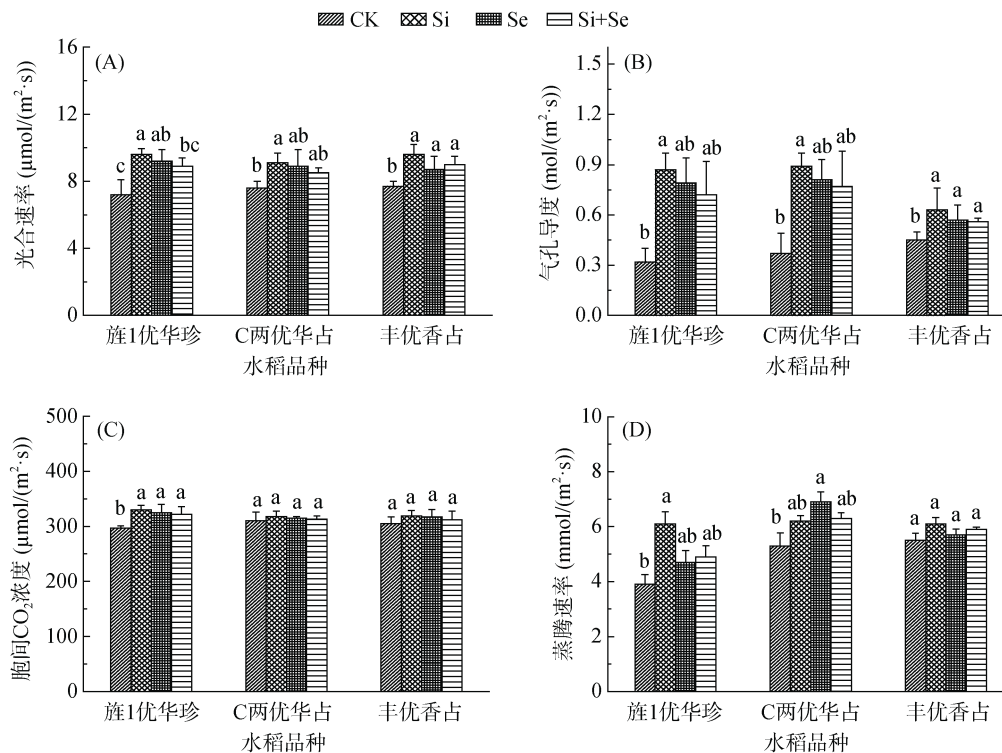 CK Si Se Si+Se
(A)
光合速率 (μmol/(m²·s))
16
12
8
4
0
c a ab bc
b a ab ab
b a a a
旌1优华珍 C两优华占 丰优香占
水稻品种
(B)
气孔导度 (mol/(m²·s))
1.5
1.2
0.9
0.6
0.3
0.0
b a ab ab
b a ab ab
b a a a
旌1优华珍 C两优华占 丰优香占
水稻品种
(C)
胞间CO₂浓度 (μmol/(m²·s))
500
400
300
200
100
0
b a a a
a a a a
a a a a
旌1优华珍 C两优华占 丰优香占
水稻品种
(D)
蒸腾速率 (mmol/(m²·s))
10
8
6
4
2
0
b a ab ab
b ab a ab
a a a a
旌1优华珍 C两优华占 丰优香占
水稻品种